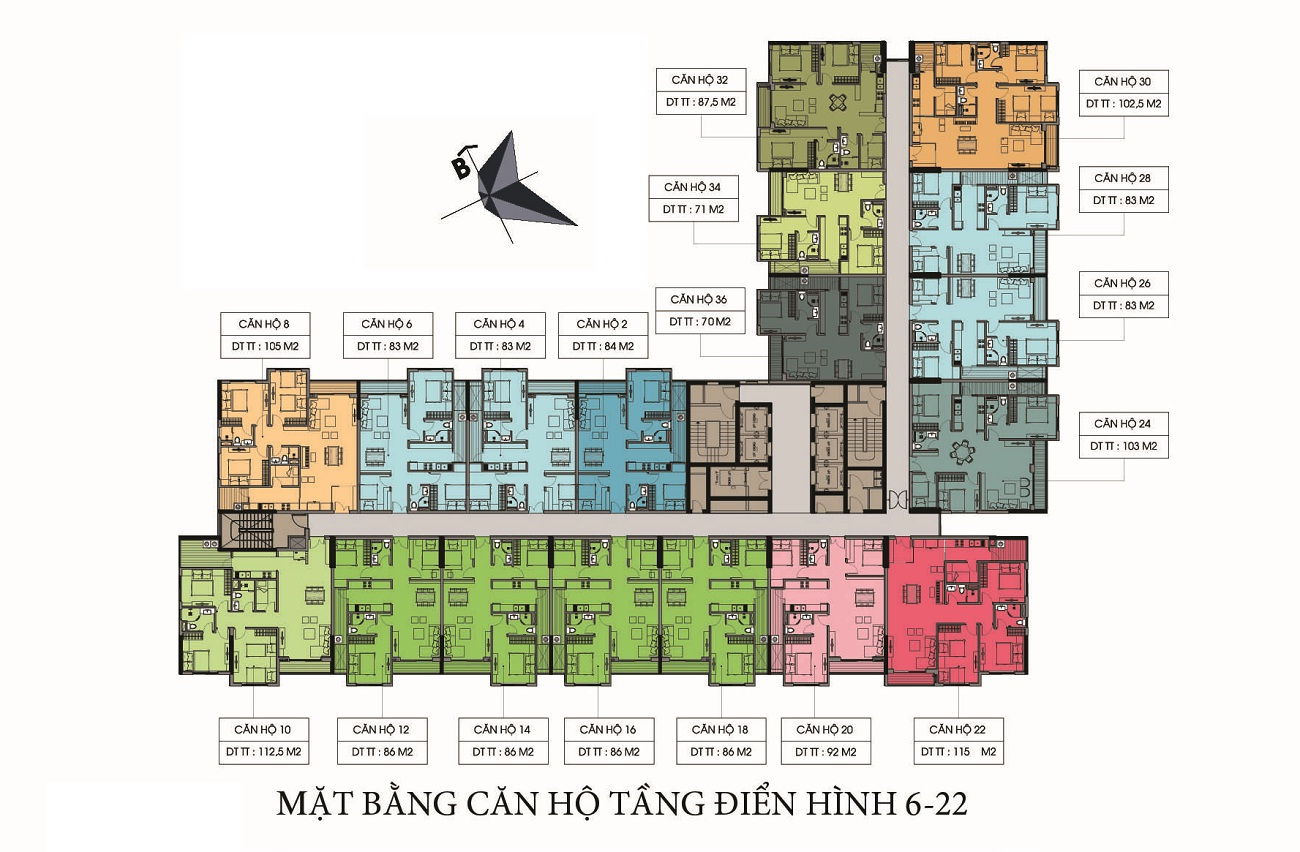 CĂN HỘ 32
DT TT : 87,5 M2
CĂN HỘ 30
DT TT : 102,5 M2
B
CĂN HỘ 34
DT TT : 71 M2
CĂN HỘ 28
DT TT : 83 M2
CĂN HỘ 36
DT TT : 70 M2
CĂN HỘ 26
DT TT : 83 M2
CĂN HỘ 8
DT TT : 105 M2
CĂN HỘ 6
DT TT : 83 M2
CĂN HỘ 4
DT TT : 83 M2
CĂN HỘ 2
DT TT : 84 M2
CĂN HỘ 24
DT TT : 103 M2
CĂN HỘ 10
DT TT : 112,5 M2
CĂN HỘ 12
DT TT : 86 M2
CĂN HỘ 14
DT TT : 86 M2
CĂN HỘ 16
DT TT : 86 M2
CĂN HỘ 18
DT TT : 86 M2
CĂN HỘ 20
DT TT : 92 M2
CĂN HỘ 22
DT TT : 115 M2
MẶT BẰNG CĂN HỘ TẦNG ĐIỂN HÌNH 6-22